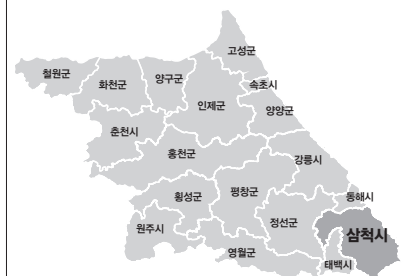 고성군
철원군
화천군
양구군
속초시
인제군
양양군
춘천시
홍천군
강릉시
횡성군
평창군
동해시
정선군
원주시
삼척시
영월군
태백시